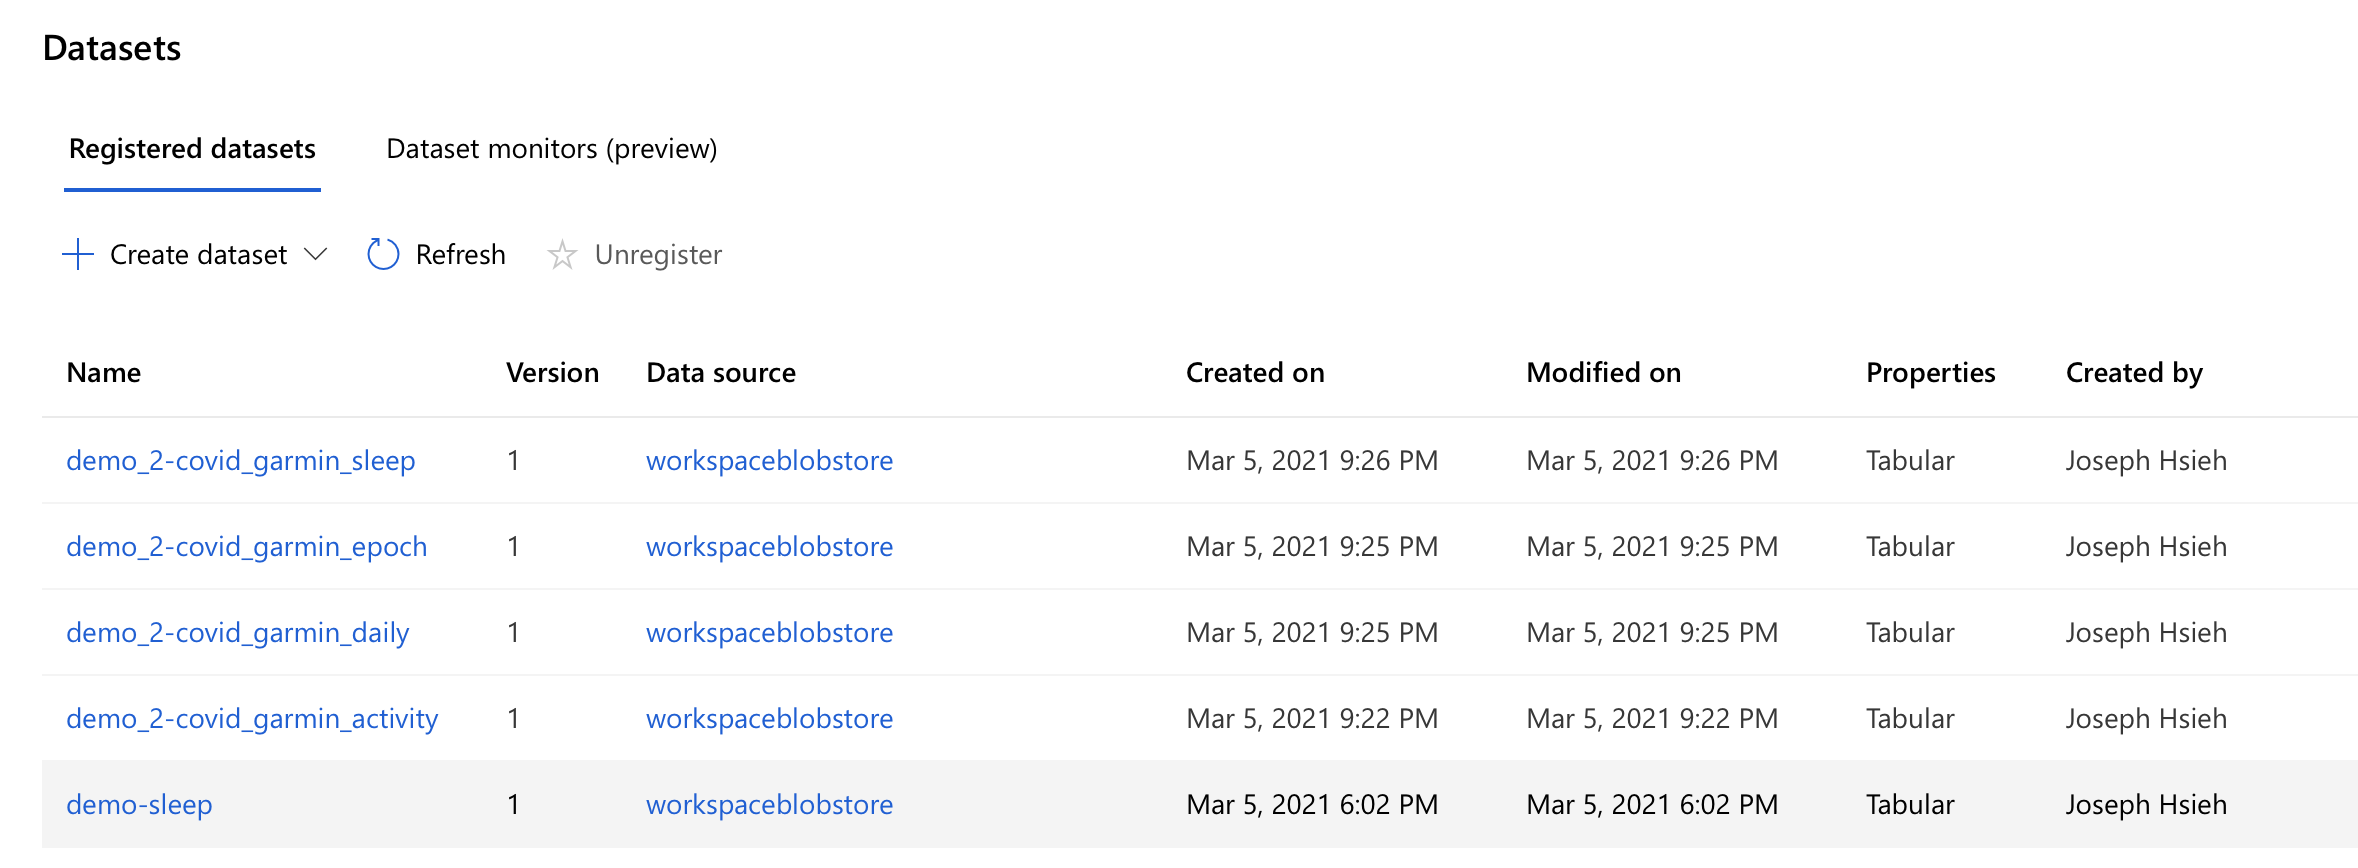 Datasets
Registered datasets Dataset monitors (preview)
Create dataset Refresh Unregister
Name Version Data source Created on Modified on Properties Created by
demo_2-covid_garmin_sleep 1 workspaceblobstore Mar 5, 2021 9:26 PM Mar 5, 2021 9:26 PM Tabular Joseph Hsieh
demo_2-covid_garmin_epoch 1 workspaceblobstore Mar 5, 2021 9:25 PM Mar 5, 2021 9:25 PM Tabular Joseph Hsieh
demo_2-covid_garmin_daily 1 workspaceblobstore Mar 5, 2021 9:25 PM Mar 5, 2021 9:25 PM Tabular Joseph Hsieh
demo_2-covid_garmin_activity 1 workspaceblobstore Mar 5, 2021 9:22 PM Mar 5, 2021 9:22 PM Tabular Joseph Hsieh
demo-sleep 1 workspaceblobstore Mar 5, 2021 6:02 PM Mar 5, 2021 6:02 PM Tabular Joseph Hsieh